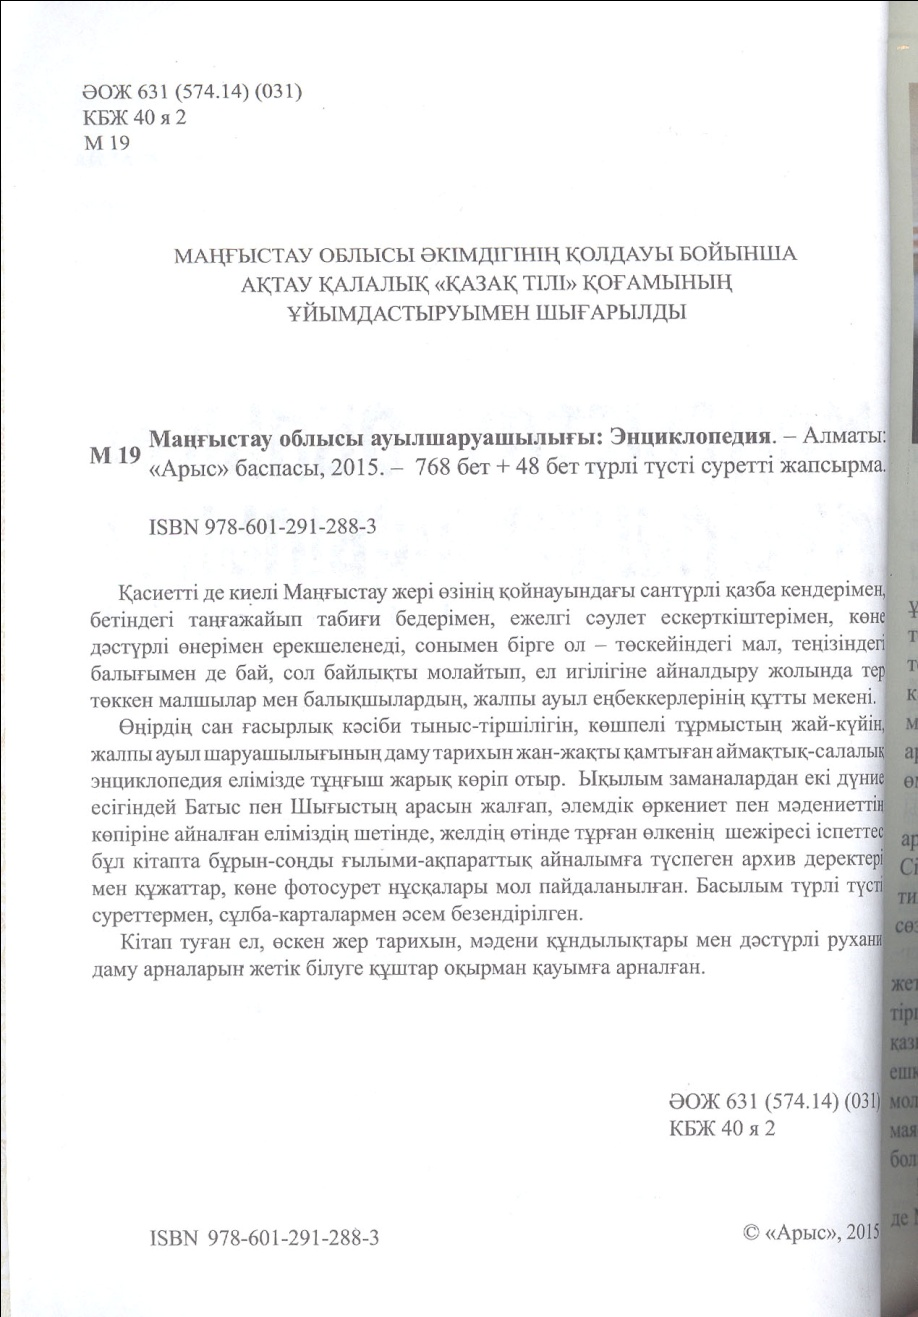 ӘОЖ 631 (574.14) (031)
КБЖ 40 я 2
М 19
МАҢҒЫСТАУ ОБЛЫСЫ ӘКІМДІГІНІҢ ҚОЛДАУЫ БОЙЫНША
АҚТАУ ҚАЛАЛЫҚ «ҚАЗАҚ ТІЛІ» ҚОҒАМЫНЫҢ
ҰЙЫМДАСТЫРУЫМЕН ШЫҒАРЫЛДЫ
М 19
Маңғыстау облысы ауылшаруашылығы: Энциклопедия. – Алматы:
«Арыс» баспасы, 2015. – 768 бет + 48 бет түрлі түсті суретті жапсырма.
ISBN 978-601-291-288-3
Қасиетті де киелі Маңғыстау жері өзінің қойнауындағы сантүрлі қазба кендерімен,
бетіндегі таңғажайып табиғи бедерімен, ежелгі сәулет ескерткіштерімен, көне
дәстүрлі өнерімен ерекшеленеді, сонымен бірге ол – төскейіндегі мал, теңізіндегі
балығымен де бай, сол байлықты молайтып, ел игілігіне айналдыру жолында тер
төккен малшылар мен балықшылардың, жалпы ауыл еңбеккерлерінің құтты мекені.
Өңірдің сан ғасырлық кәсіби тыныс-тіршілігін, көшпелі тұрмыстың жай-күйін,
жалпы ауыл шаруашылығының даму тарихын жан-жақты қамтыған аймақтық-салалық
энциклопедия елімізде тұңғыш жарық көріп отыр. Ықылым заманалардан екі дүние
есігіндей Батыс пен Шығыстың арасын жалғап, әлемдік өркениет пен мәдениеттің
көпіріне айналған еліміздің шетінде, желдің өтінде тұрған өлкенің шежіресі іспеттес
бұл кітапта бұрын-соңды ғылыми-ақпараттық айналымға түспеген архив деректері
мен құжаттар, көне фотосурет нұсқалары мол пайдаланылған. Басылым түрлі түсті
суреттермен, сұлба-карталармен әсем безендірілген.
Кітап туған ел, өскен жер тарихын, мәдени құндылықтары мен дәстүрлі рухани
даму арналарын жетік білуге құштар оқырман қауымға арналған.
ӘОЖ 631 (574.14) (031)
КБЖ 40 я 2
ISBN 978-601-291-288-3
© «Арыс», 2015